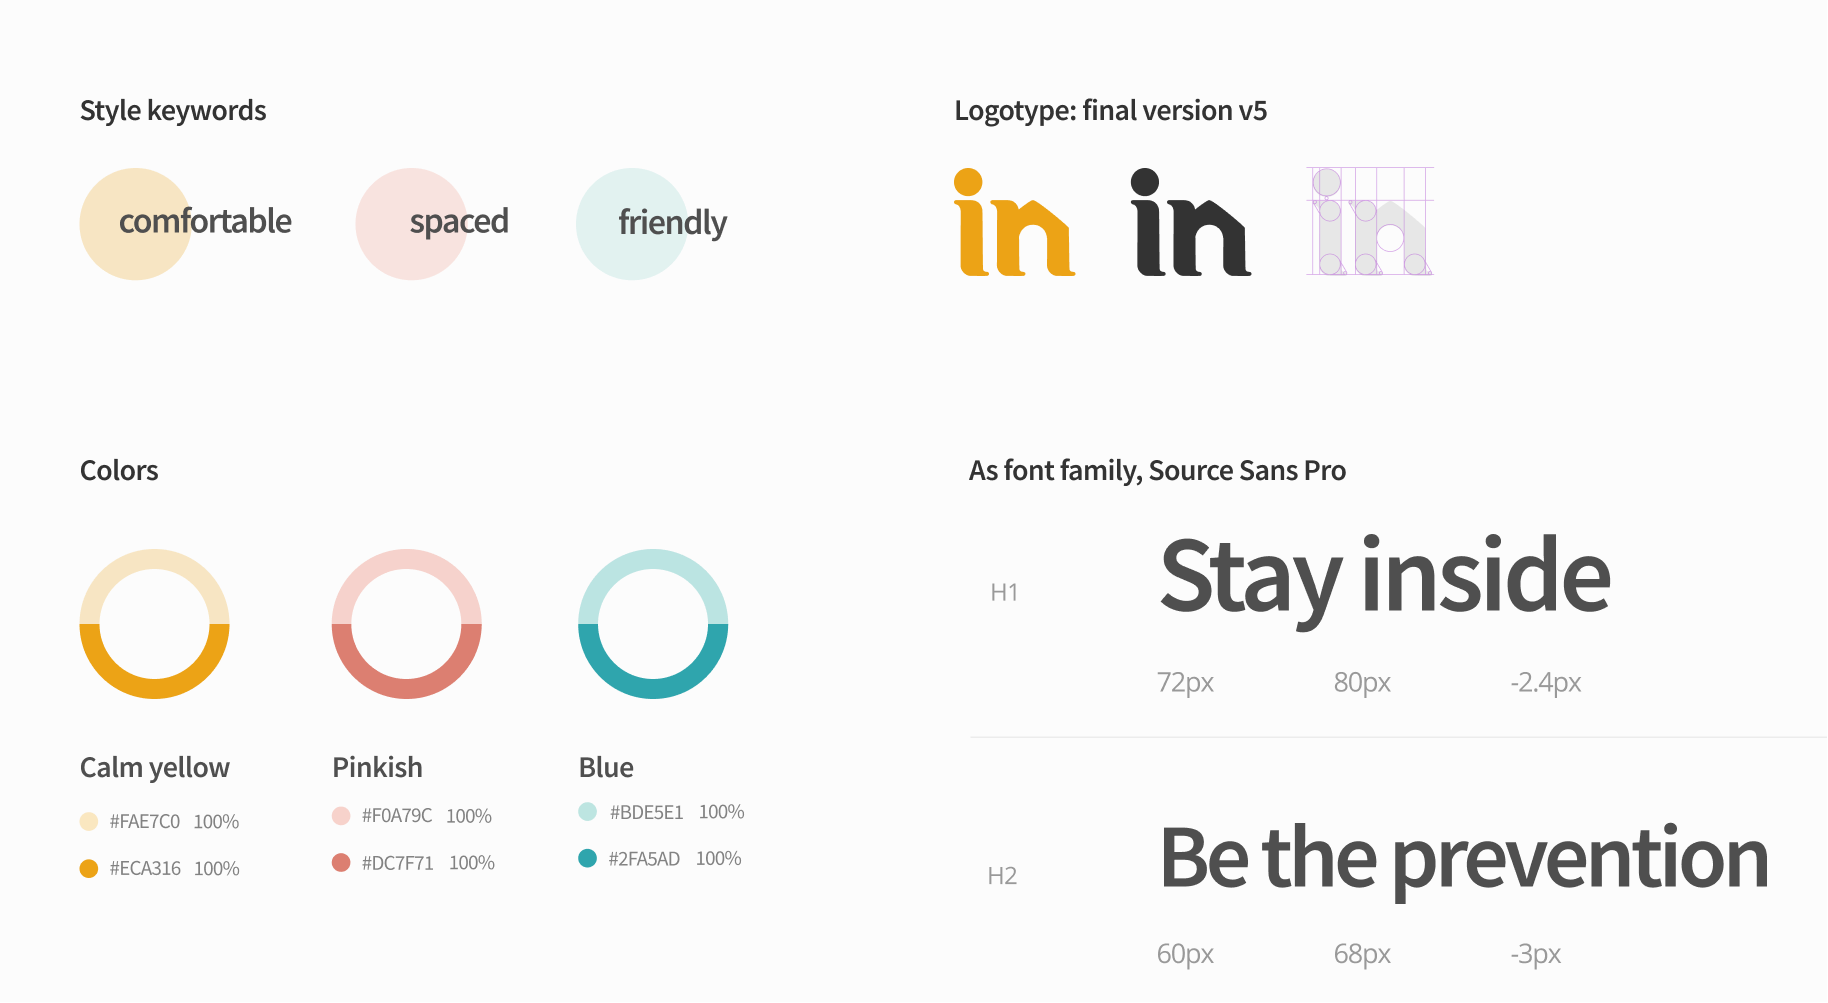 Style keywords
comfortable
spaced
friendly
Logotype: final version v5
in
in
in
Colors
Calm yellow
#FAE7C0 100%
#ECA316 100%
Pinkish
#F0A79C 100%
#DC7F71 100%
Blue
#BDE5E1 100%
#2FA5AD 100%
As font family, Source Sans Pro
H1
Stay inside
72px 80px -2.4px
H2
Be the prevention
60px 68px -3px